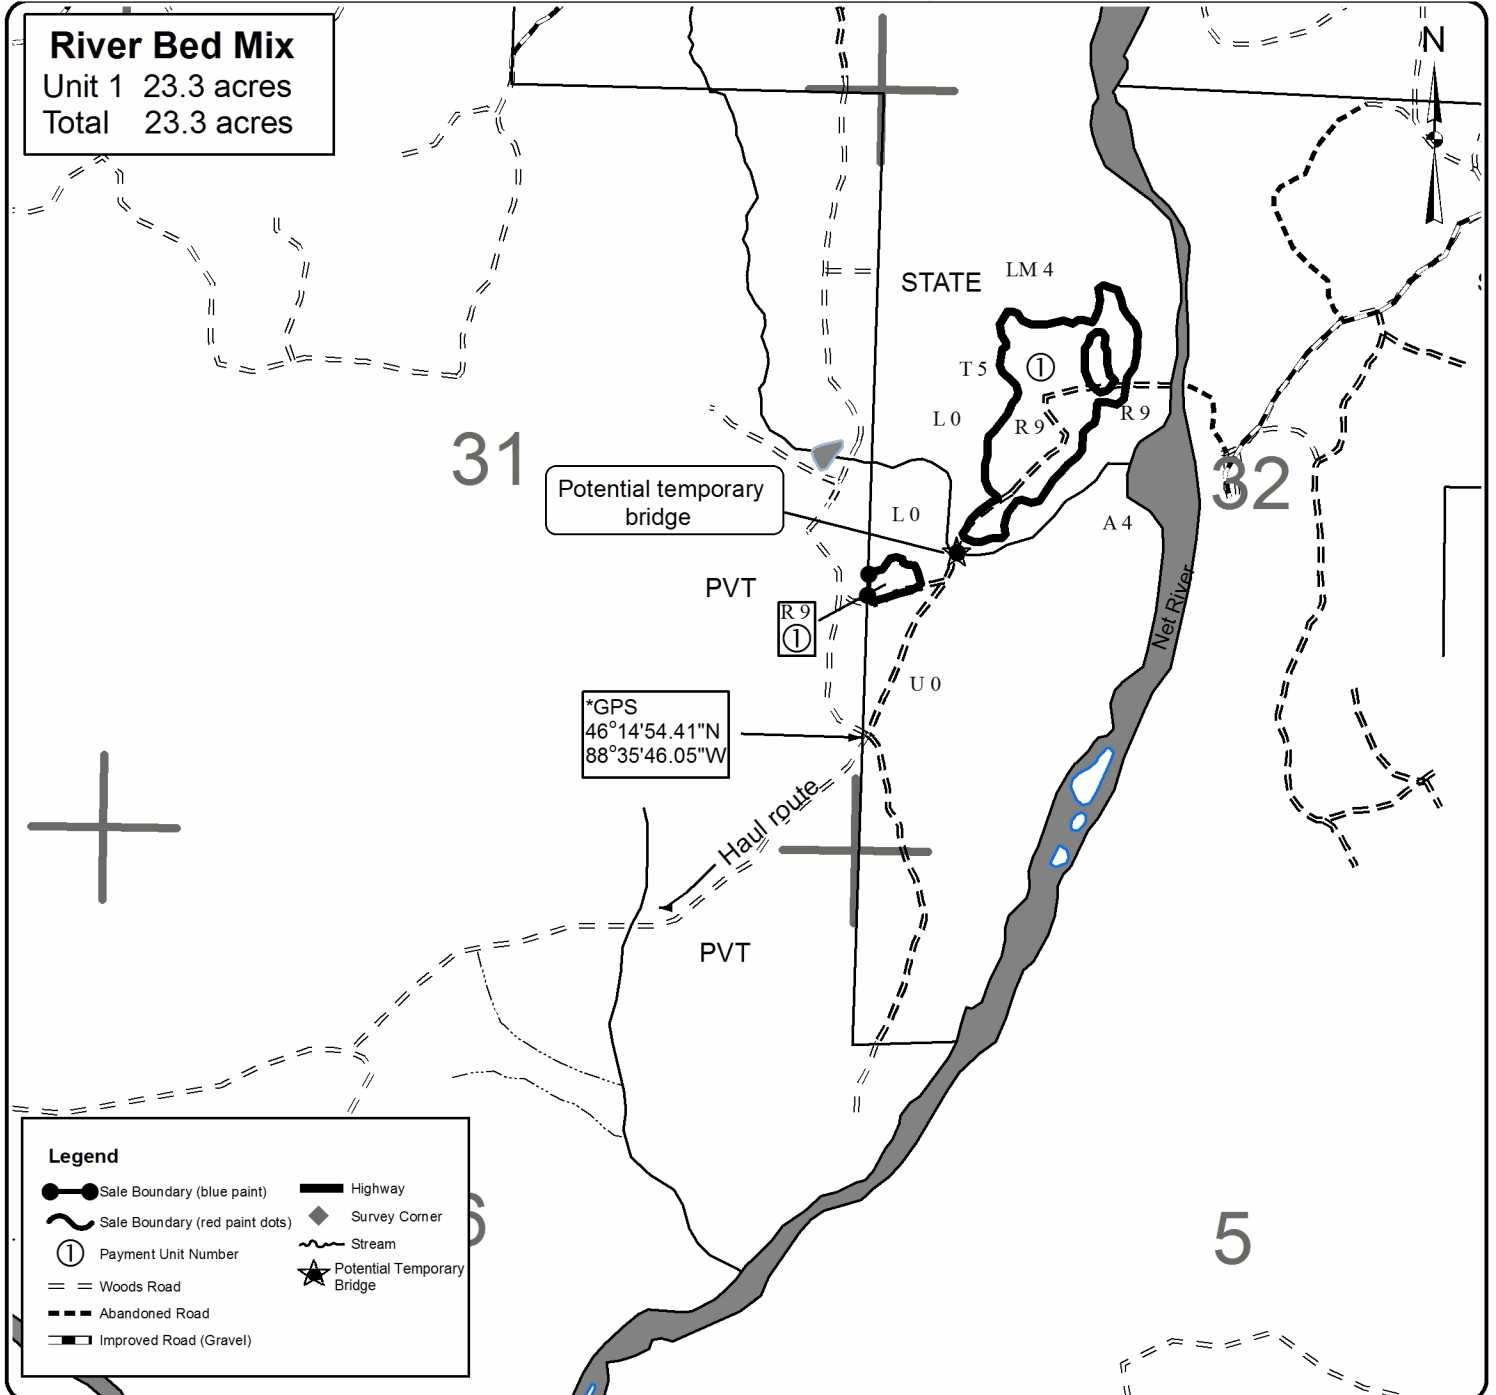 River Bed Mix
Unit 1 23.3 acres
Total 23.3 acres
N
STATE
LM 4
T 5
1
L 0
R 9
R 9
31
32
Potential temporary
bridge
L 0
A 4
PVT
R 9
1
Net River
U 0
*GPS
46°14'54.41"N
88°35'46.05"W
Haul route
PVT
Legend
Sale Boundary (blue paint)
Sale Boundary (red paint dots)
1 Payment Unit Number
Woods Road
Abandoned Road
Improved Road (Gravel)
Highway
Survey Corner
Stream
Potential Temporary
Bridge
5